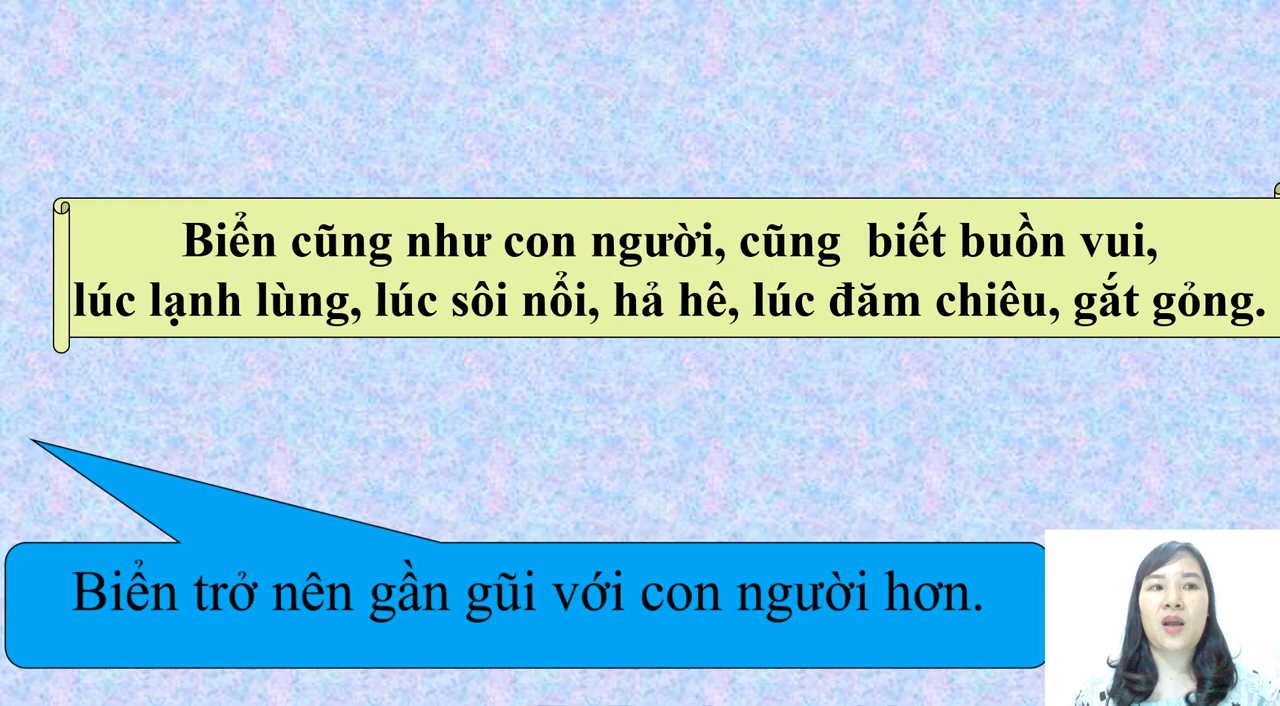 Biển cũng như con người, cũng  biết buồn vui,
lúc lạnh lùng, lúc sôi nổi, hả hê, lúc đăm chiêu, gắt gỏng.
Biển trở nên gần gũi với con người hơn.